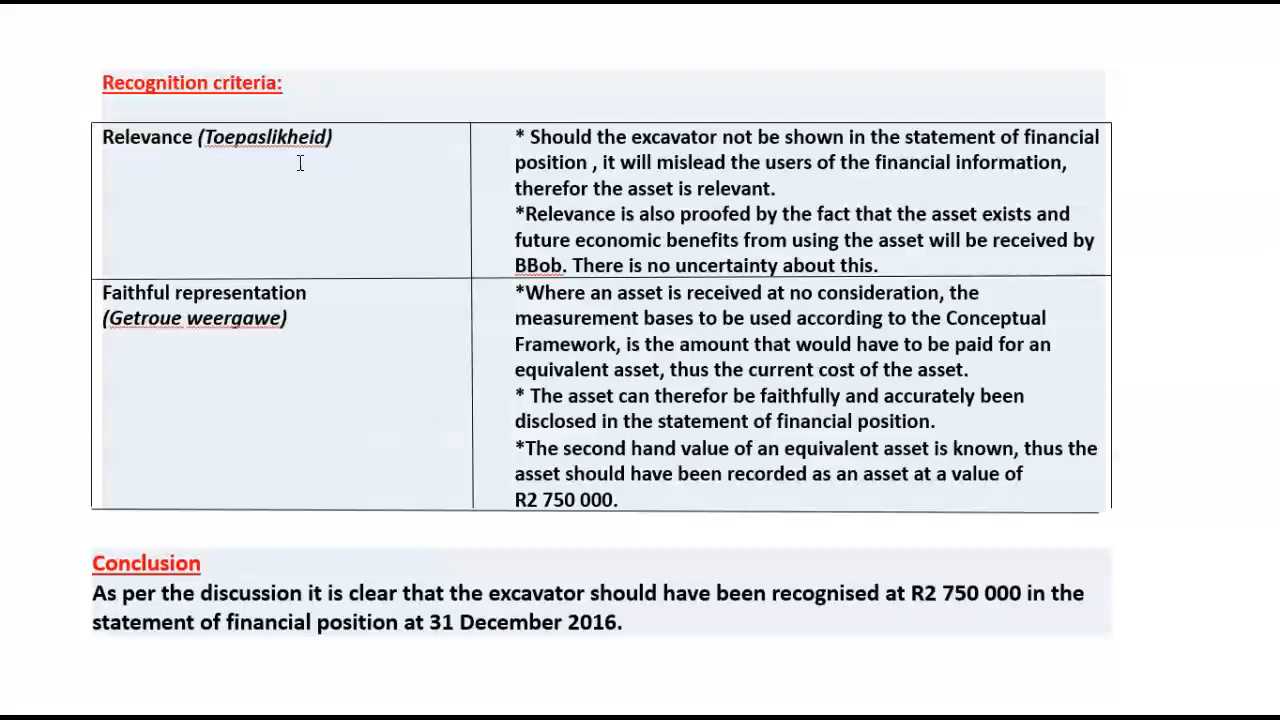 Recognition criteria:
Relevance (Toepaslikheid)
* Should the excavator not be shown in the statement of financial
position , it will mislead the users of the financial information,
therefor the asset is relevant.
*Relevance is also proofed by the fact that the asset exists and
future economic benefits from using the asset will be received by
BBob. There is no uncertainty about this.
Faithful representation
(Getroue weergawe)
*Where an asset is received at no consideration, the
measurement bases to be used according to the Conceptual
Framework, is the amount that would have to be paid for an
equivalent asset, thus the current cost of the asset.
* The asset can therefor be faithfully and accurately been
disclosed in the statement of financial position.
*The second hand value of an equivalent asset is known, thus the
asset should have been recorded as an asset at a value of
R2 750 000.
Conclusion
As per the discussion it is clear that the excavator should have been recognised at R2 750 000 in the
statement of financial position at 31 December 2016.